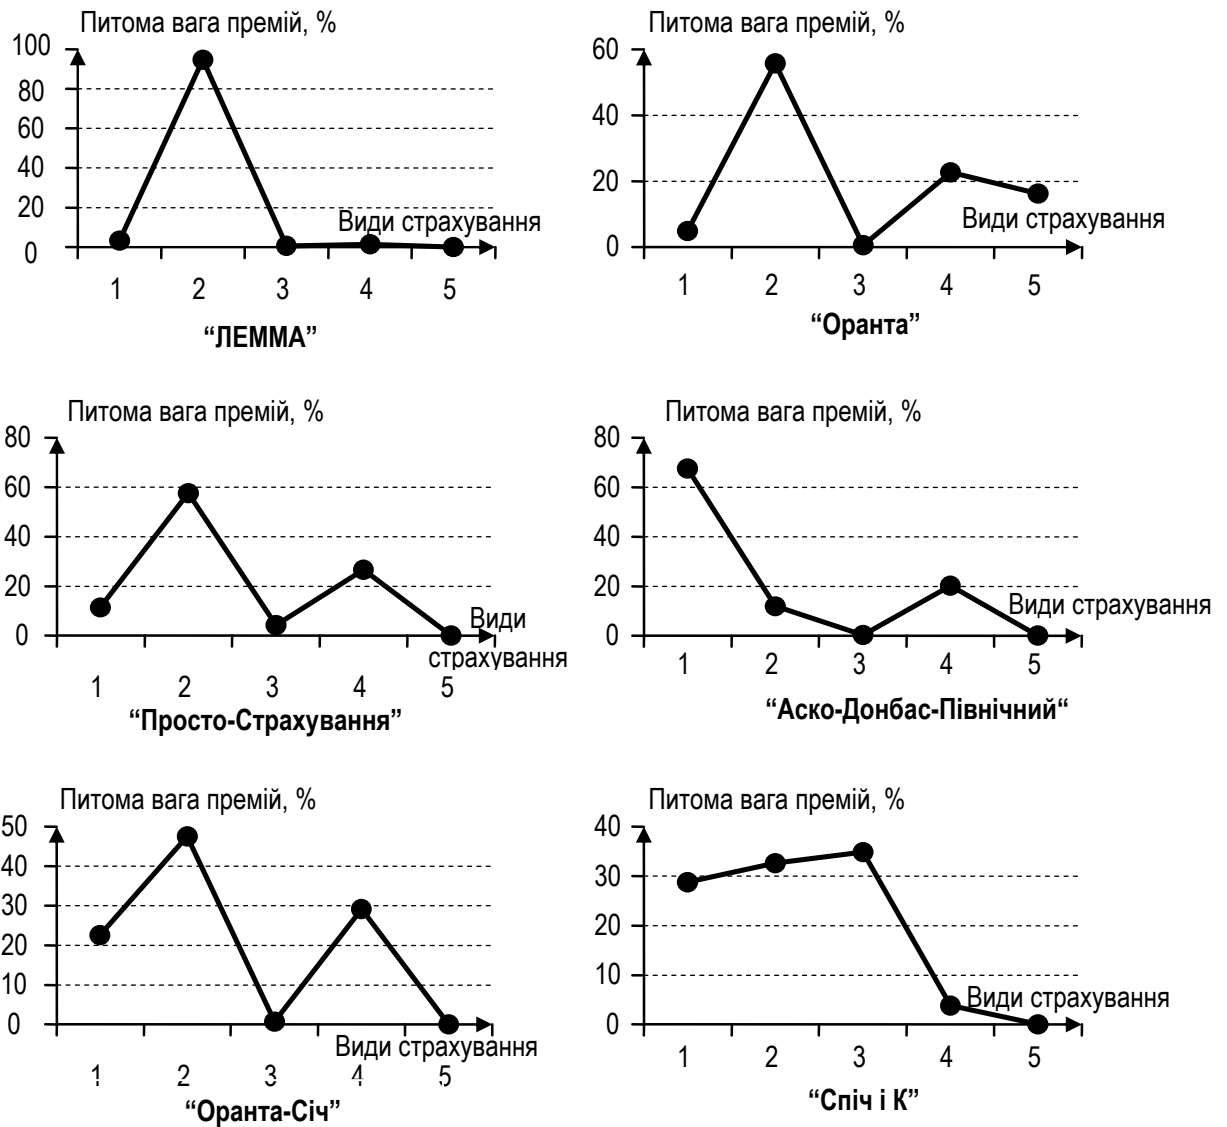 Питома вага премій, %
100
80
60
40
20
0
Види страхування
1 2 3 4 5
“ЛЕММА”
Питома вага премій, %
60
40
20
0
Види страхування
1 2 3 4 5
“Оранта”
Питома вага премій, %
80
60
40
20
0
Види
страхування
1 2 3 4 5
“Просто-Страхування”
Питома вага премій, %
80
60
40
20
0
Види страхування
1 2 3 4 5
“Аско-Донбас-Північний“
Питома вага премій, %
50
40
30
20
10
0
Види страхування
1 2 3 4 5
“Оранта-Січ”
Питома вага премій, %
40
30
20
10
0
Види страхування
1 2 3 4 5
“Спіч і К”